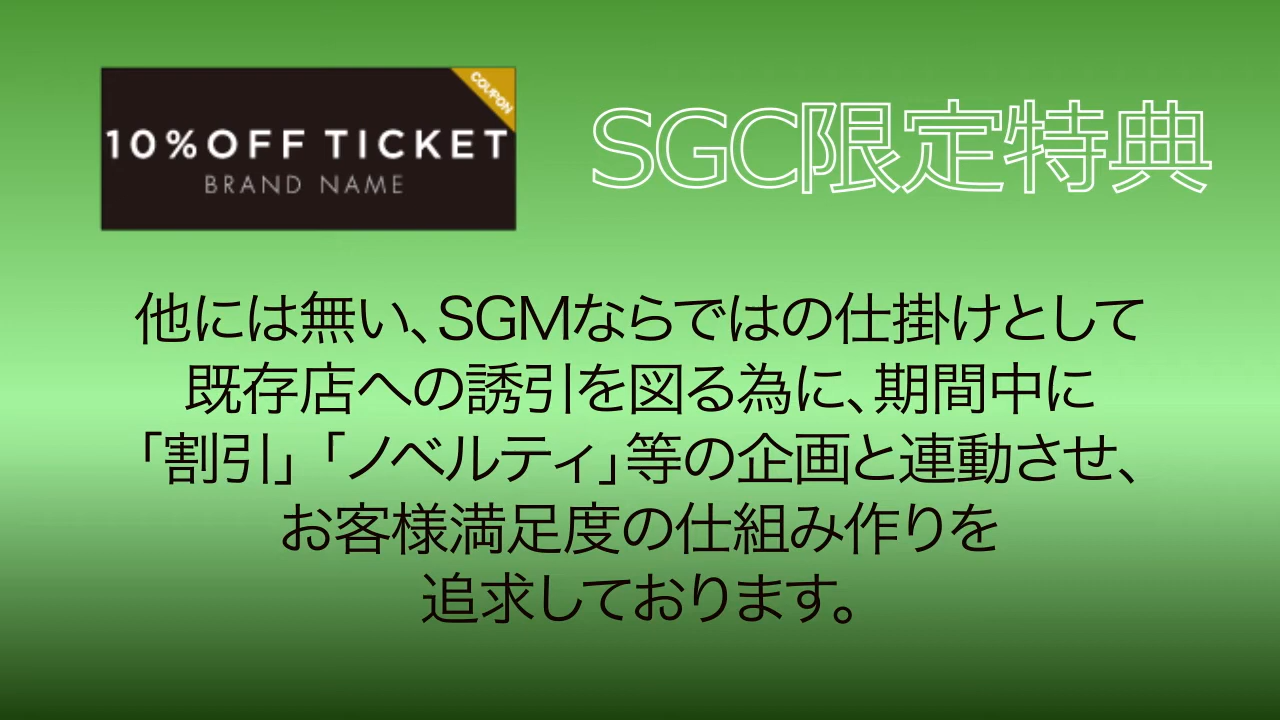 COUPON
10%OFF TICKET
BRAND NAME
SGC限定特典
他には無い、SGMならではの仕掛けとして
既存店への誘引を図る為に、期間中に
「割引」「ノベルティ」等の企画と連動させ、
お客様満足度の仕組み作りを
追求しております。